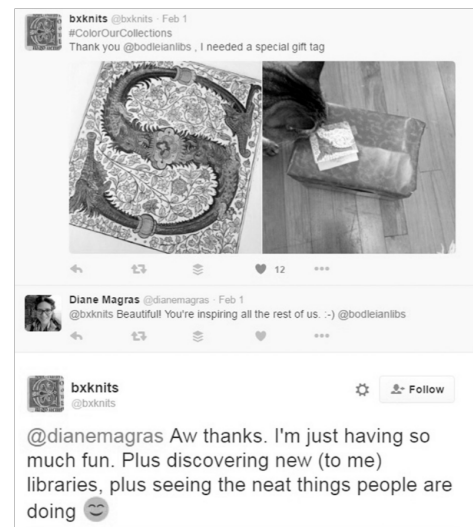 bxknits @bxknits · Feb 1
#ColorOurCollections
Thank you @bodleianlibs , I needed a special gift tag
12
Diane Magras @dianemagras · Feb 1
@bxknits Beautiful! You're inspiring all the rest of us. :-) @bodleianlibs
bxknits
@bxknits
Follow
@dianemagras Aw thanks. I'm just having so
much fun. Plus discovering new (to me)
libraries, plus seeing the neat things people are
doing 😊